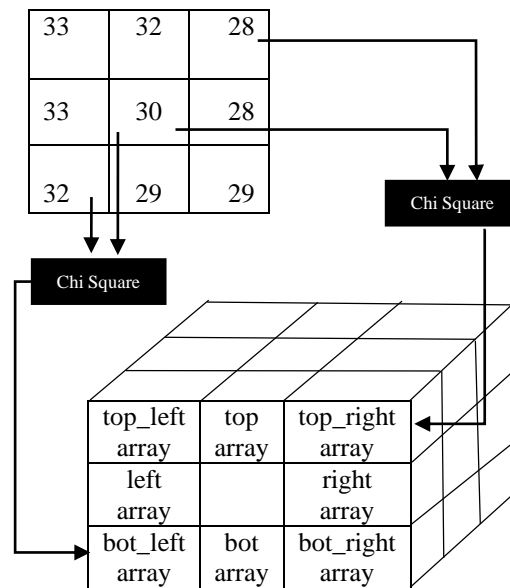 33 32 28
33 30 28
32 29 29
Chi Square
Chi Square
top_left top top_right
array array array
left right
array array
bot_left bot bot_right
array array array